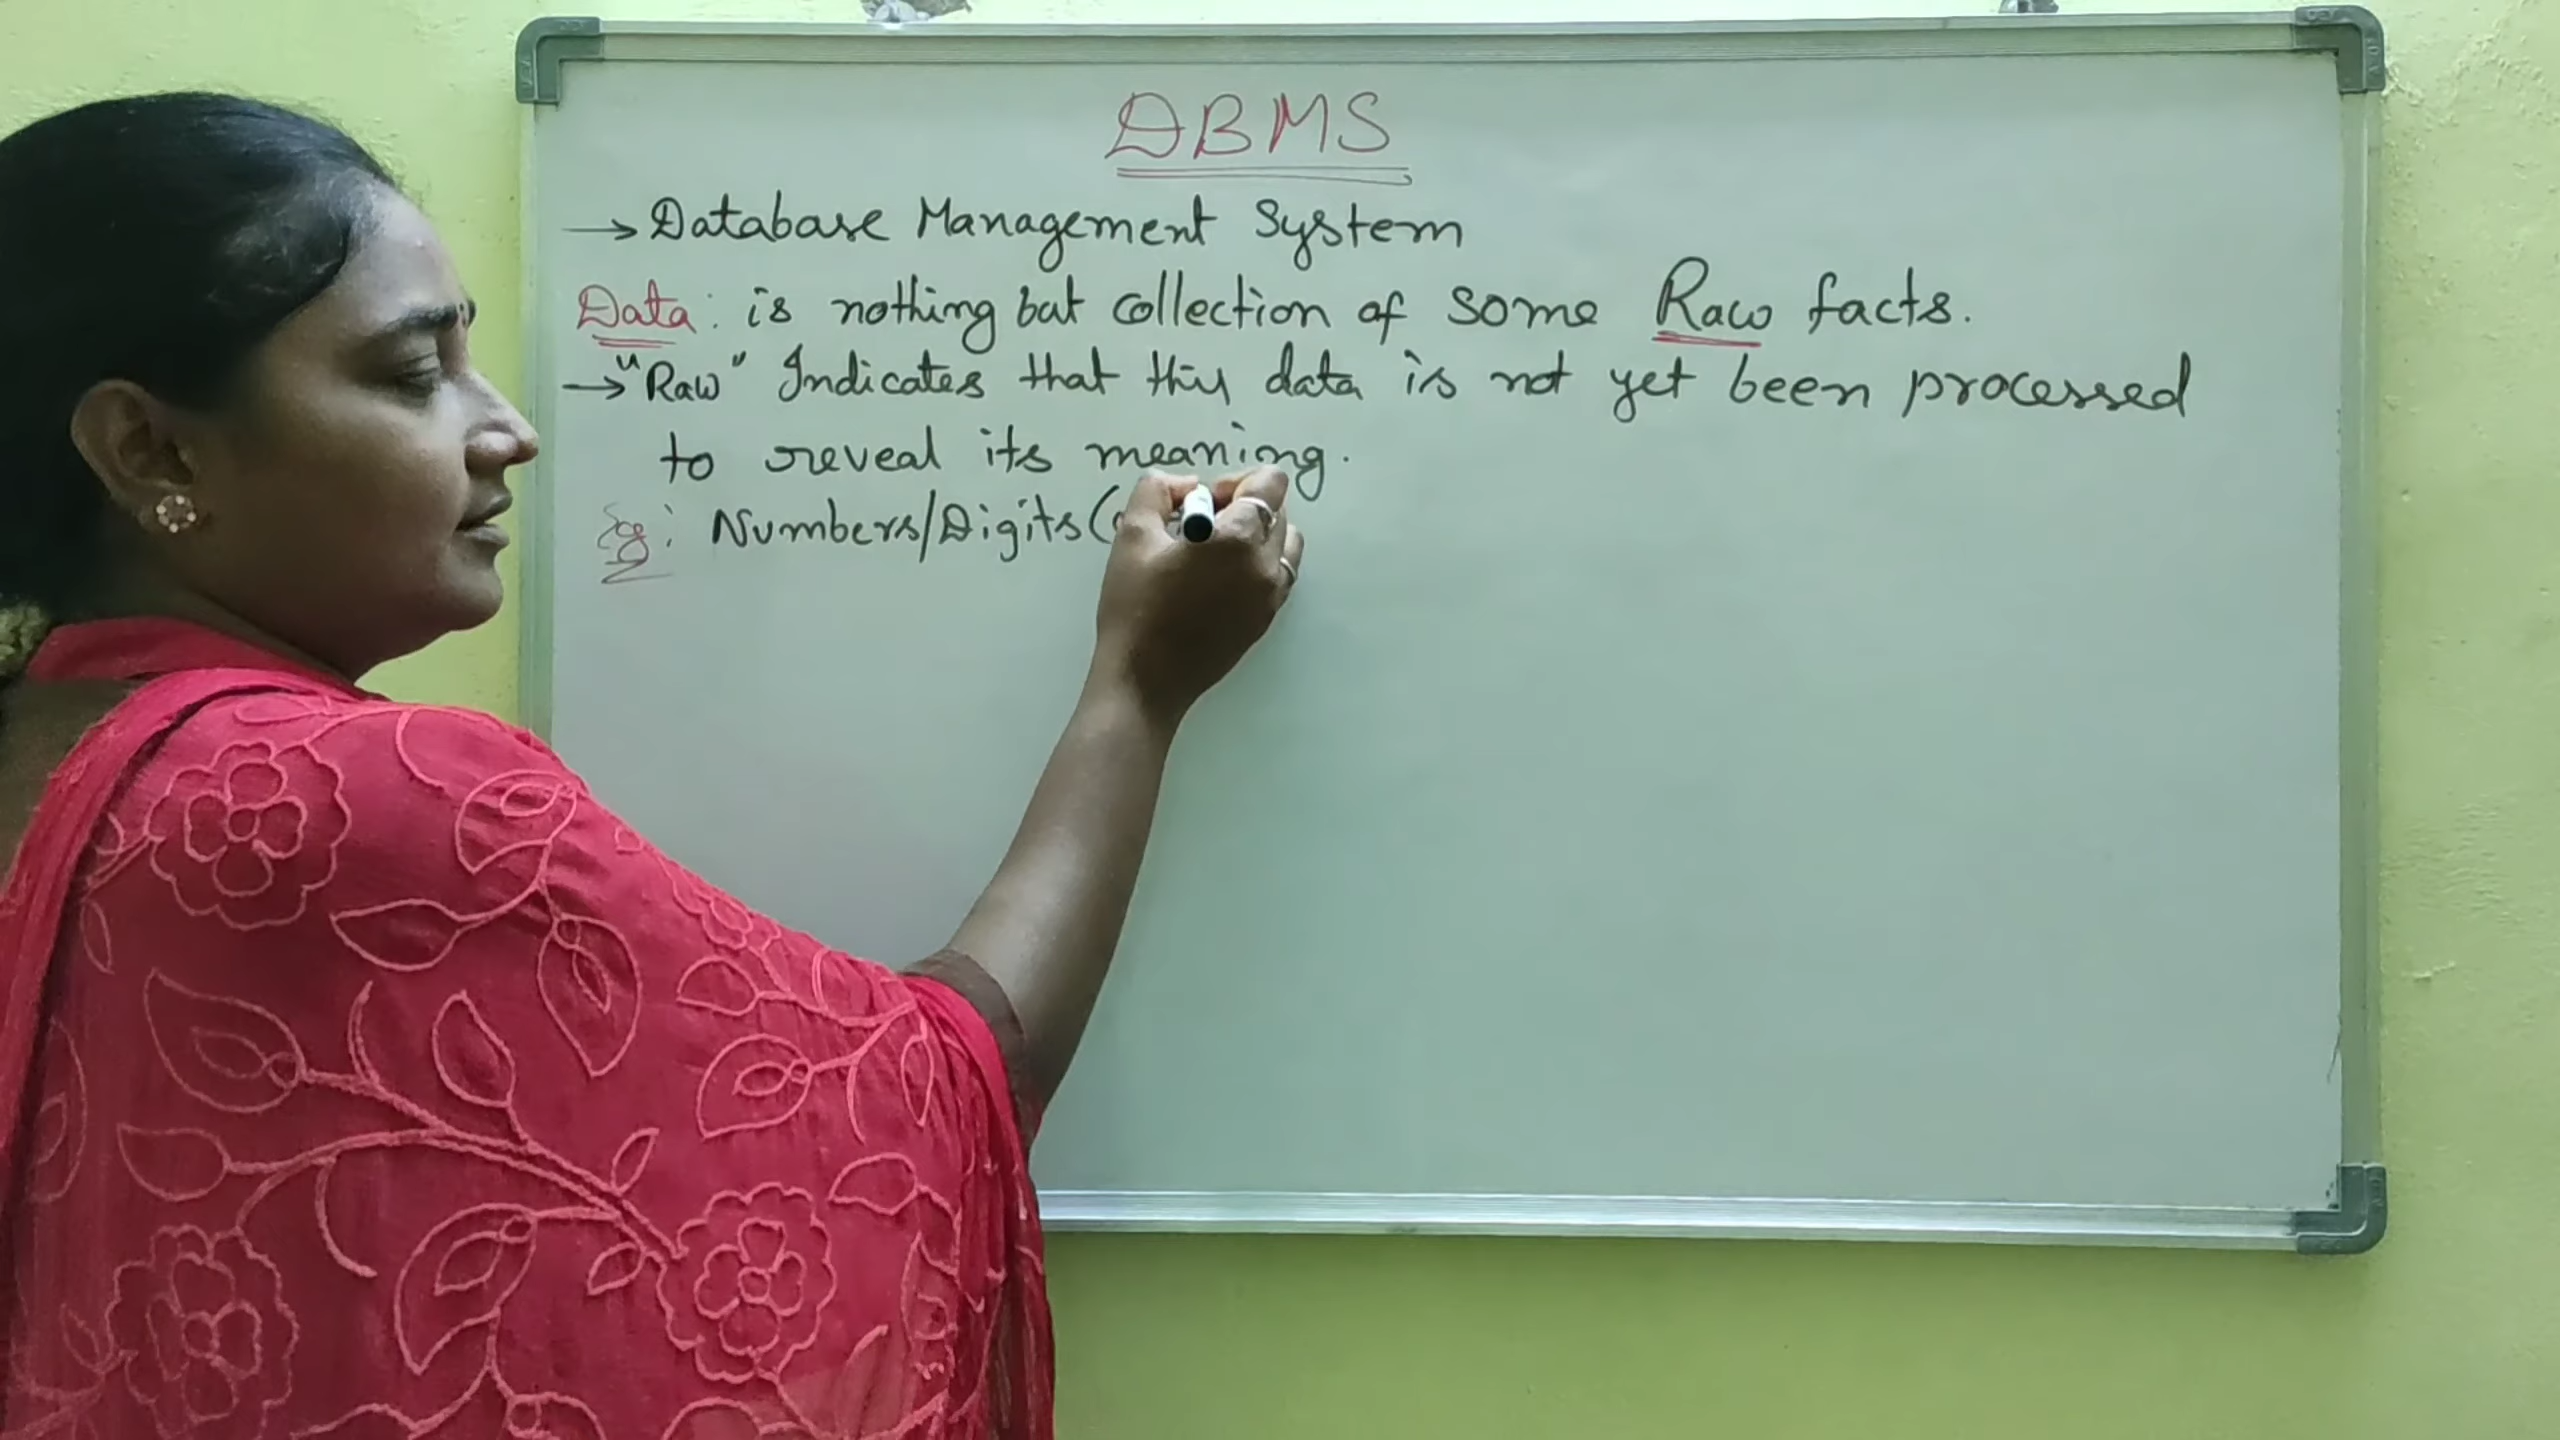 DBMS
→ Database Management System
Data: is nothing but collection of some Raw facts.
→ "Raw" Indicates that this data is not yet been processed
to reveal its meaning.
Eg: Numbers/Digits(